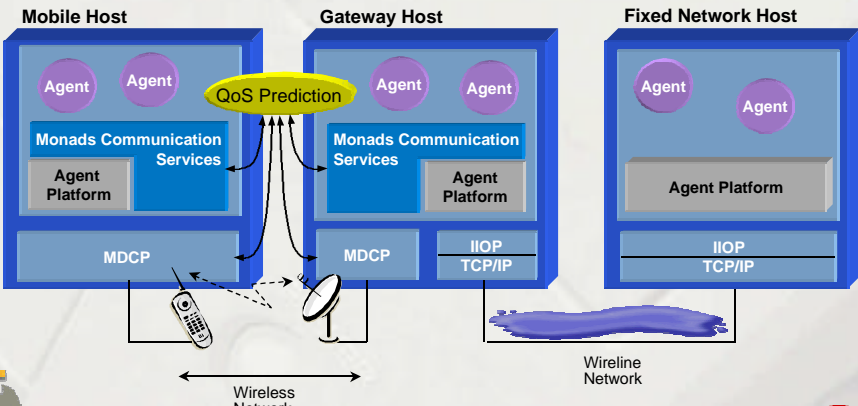 Mobile Host
Gateway Host
Fixed Network Host
Agent
Agent
QoS Prediction
Agent
Agent
Agent
Agent
Monads Communication
Services
Agent
Platform
Monads Communication
Services
Agent
Platform
Agent Platform
MDCP
MDCP
IIOP
TCP/IP
IIOP
TCP/IP
Wireless
Network
Wireline
Network